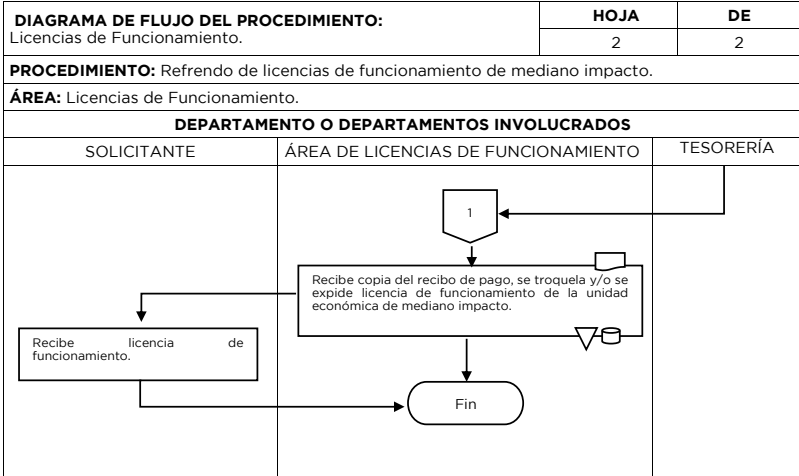 DIAGRAMA DE FLUJO DEL PROCEDIMIENTO:
Licencias de Funcionamiento.
HOJA
DE
2
2
PROCEDIMIENTO: Refrendo de licencias de funcionamiento de mediano impacto.
ÁREA: Licencias de Funcionamiento.
DEPARTAMENTO O DEPARTAMENTOS INVOLUCRADOS
SOLICITANTE
ÁREA DE LICENCIAS DE FUNCIONAMIENTO
TESORERÍA
1
Recibe copia del recibo de pago, se troquela y/o se
expide licencia de funcionamiento de la unidad
económica de mediano impacto.
Recibe licencia de
funcionamiento.
Fin